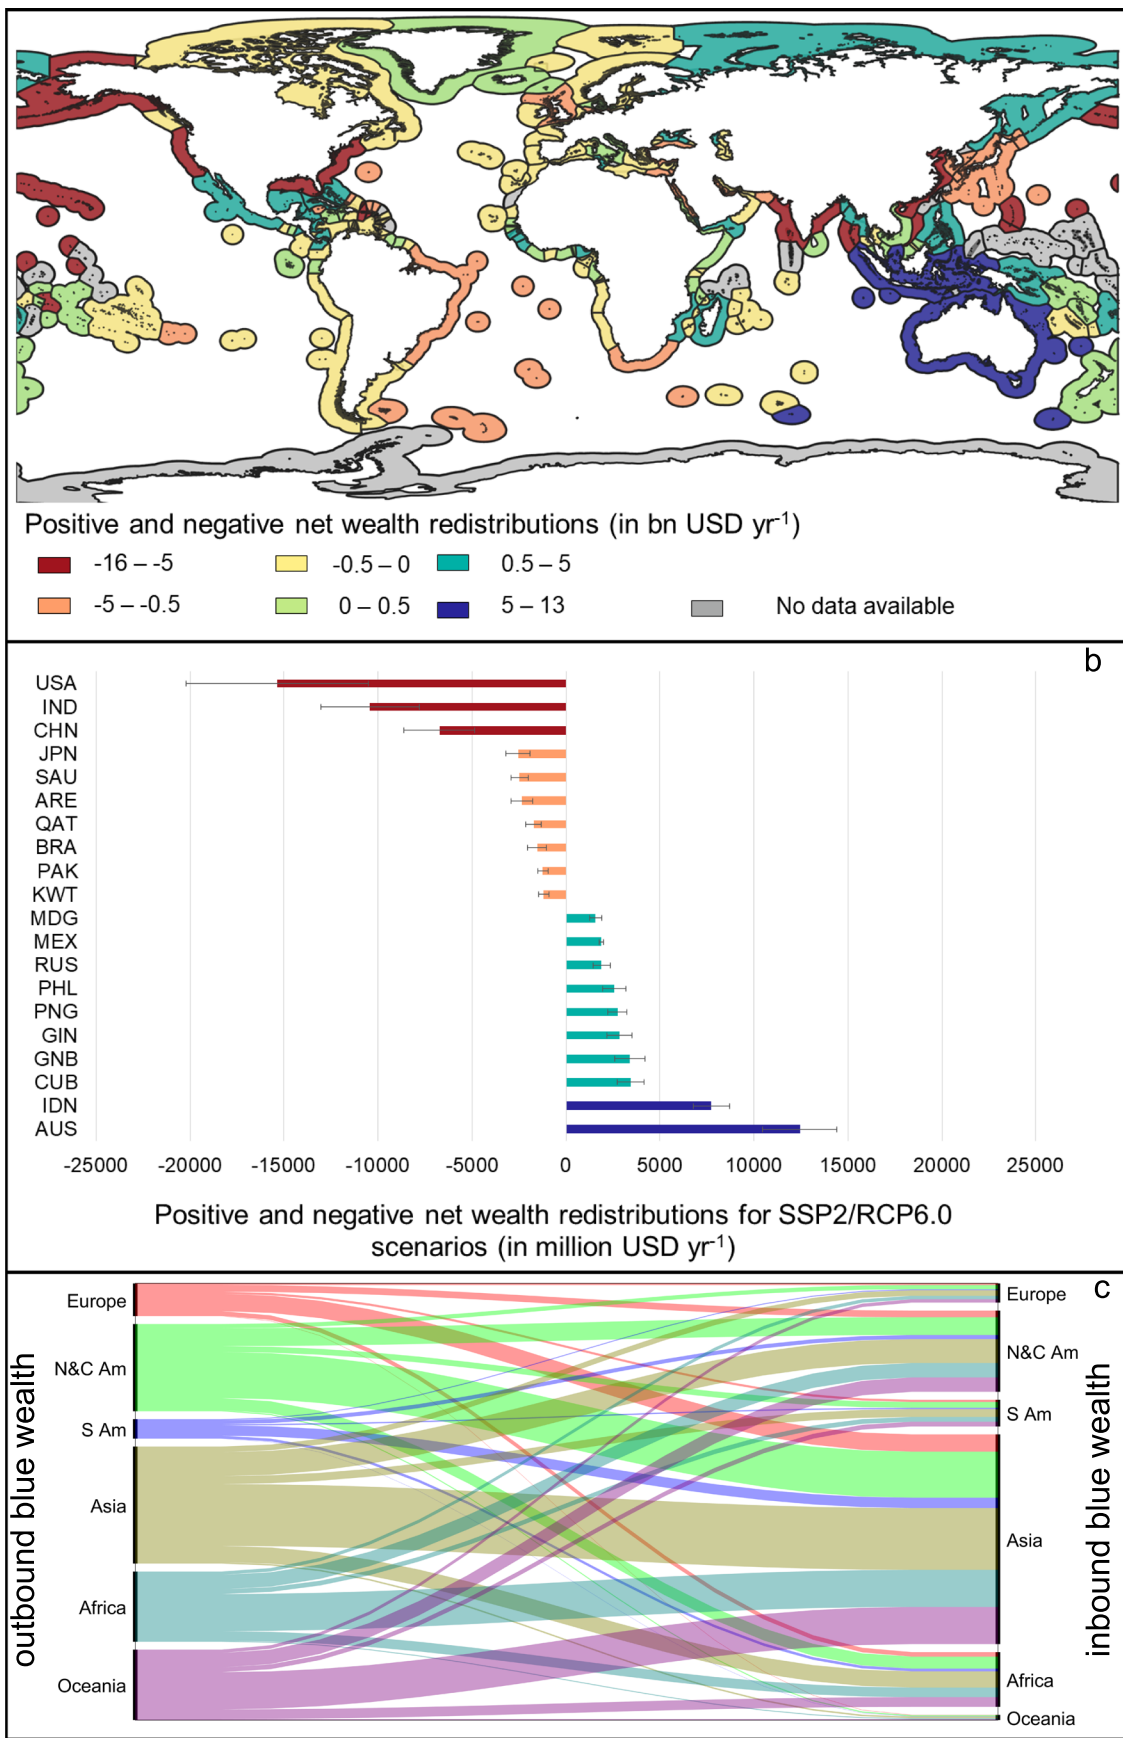 Positive and negative net wealth redistributions (in bn USD yr⁻¹)
-16 – -5
-0.5 – 0
0.5 – 5
-5 – -0.5
0 – 0.5
5 – 13
No data available
b
USA
IND
CHN
JPN
SAU
ARE
QAT
BRA
PAK
KWT
MDG
MEX
RUS
PHL
PNG
GIN
GNB
CUB
IDN
AUS
-25000 -20000 -15000 -10000 -5000 0 5000 10000 15000 20000 25000
Positive and negative net wealth redistributions for SSP2/RCP6.0
scenarios (in million USD yr⁻¹)
c
outbound blue wealth
Europe
N&C Am
S Am
Asia
Africa
Oceania
Europe
N&C Am
S Am
Asia
Africa
Oceania
inbound blue wealth